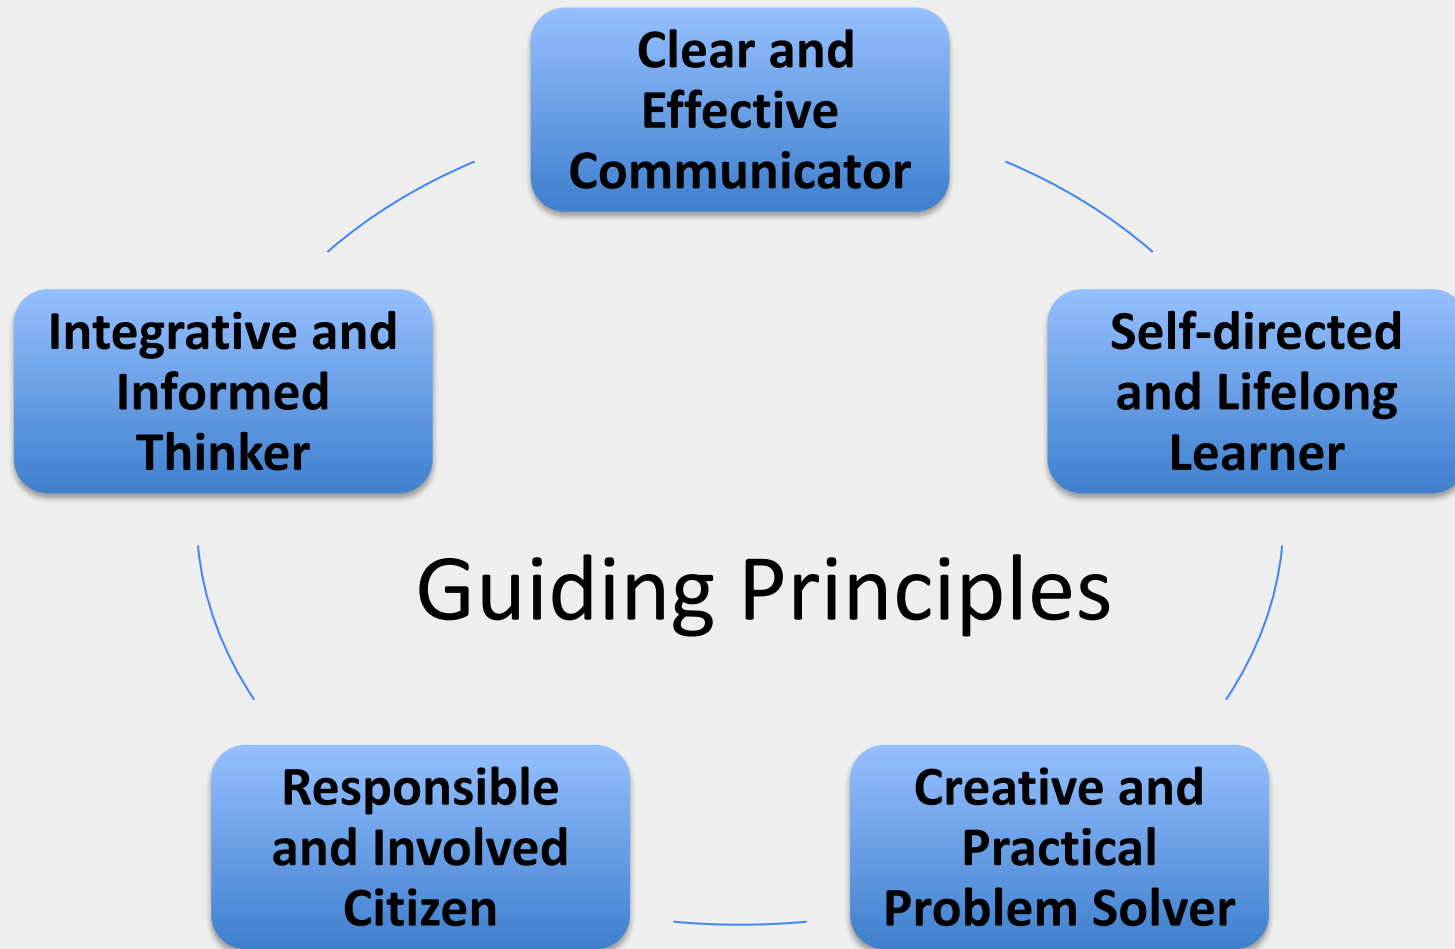 Clear and
Effective
Communicator
Integrative and
Informed
Thinker
Self-directed
and Lifelong
Learner
Guiding Principles
Responsible
and Involved
Citizen
Creative and
Practical
Problem Solver